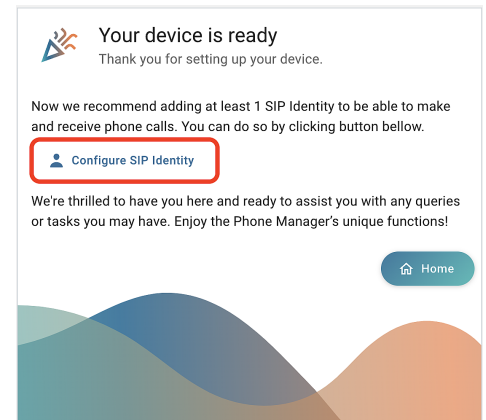 Your device is ready
Thank you for setting up your device.
Now we recommend adding at least 1 SIP Identity to be able to make
and receive phone calls. You can do so by clicking button bellow.
Configure SIP Identity
We're thrilled to have you here and ready to assist you with any queries
or tasks you may have. Enjoy the Phone Manager's unique functions!
Home